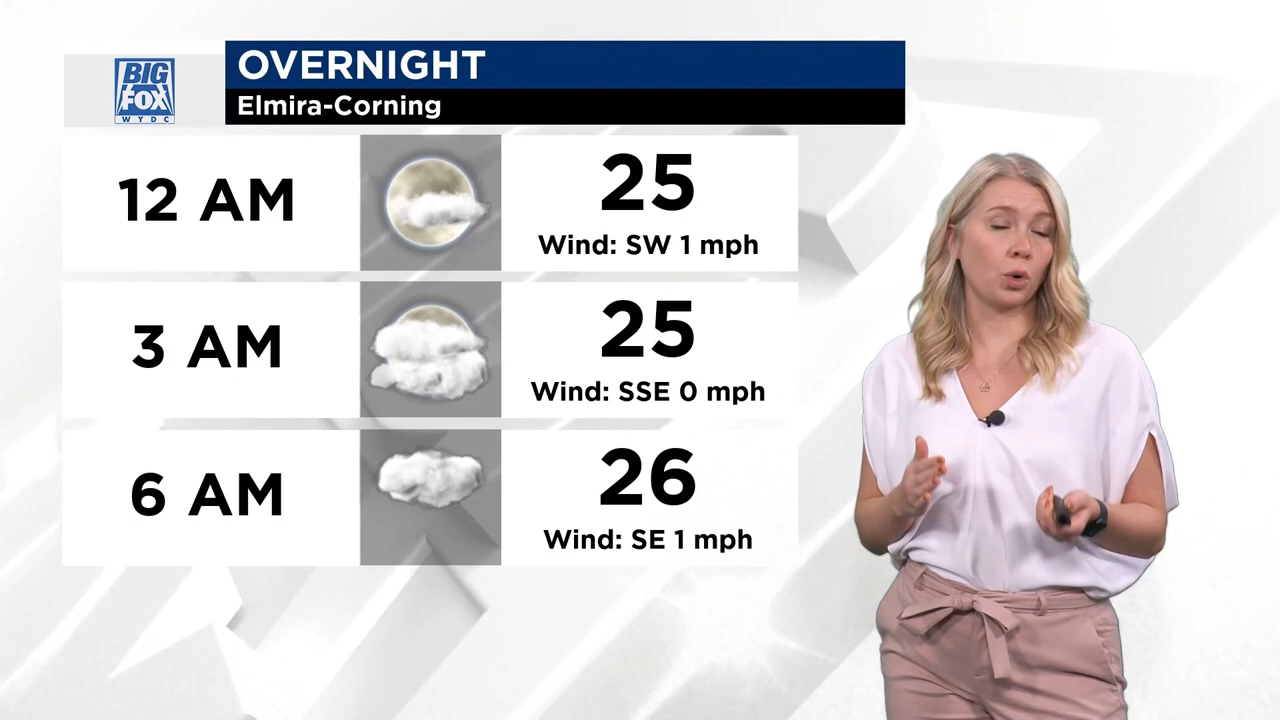 BIG
FOX
WYDC
OVERNIGHT
Elmira-Corning
12 AM
25
Wind: SW 1 mph
3 AM
25
Wind: SSE 0 mph
6 AM
26
Wind: SE 1 mph